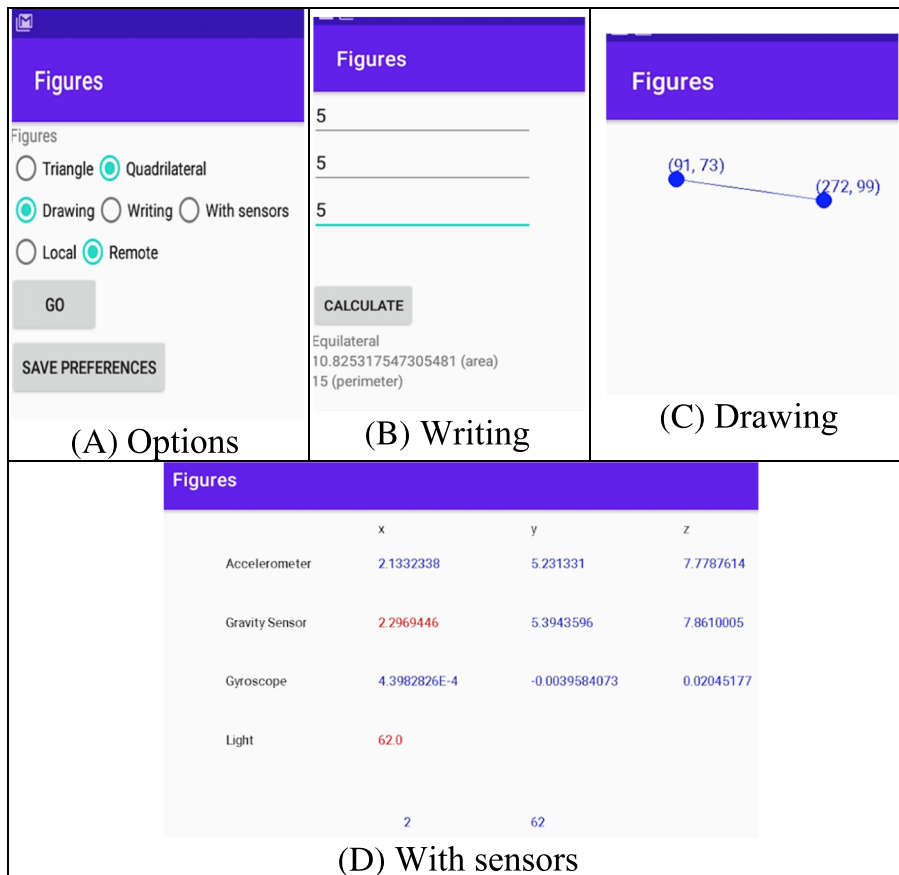 Figures
Figures
Triangle Quadrilateral
Drawing Writing With sensors
Local Remote
GO
SAVE PREFERENCES
(A) Options
Figures
5
5
5
CALCULATE
Equilateral
10.825317547305481 (area)
15 (perimeter)
(B) Writing
Figures
(91, 73)
(272, 99)
(C) Drawing
Figures
x y z
Accelerometer 2.1332338 5.231331 7.7787614
Gravity Sensor 2.2969446 5.3943596 7.8610005
Gyroscope 4.3982826E-4 -0.0039584073 0.02045177
Light 62.0
2 62
(D) With sensors